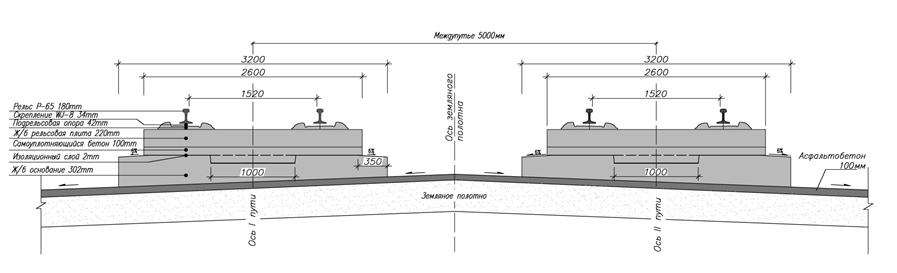 Междупутье 5000мм
3200
2600
1520
3200
2600
1520
Ось земляного
полотна
Рельс Р-65 180mm
Скрепление WJ-8 34mm
Подрельсовая опора 42mm
Ж/б рельсовая плита 220mm
Самоуплотняющийся бетон 100mm
Изоляционный слой 2mm
Ж/б основание 302mm
6%
6%
6%
6%
350
1000
1000
Асфальтобетон
100мм
Земляное полотно
Ось I пути
Ось II пути